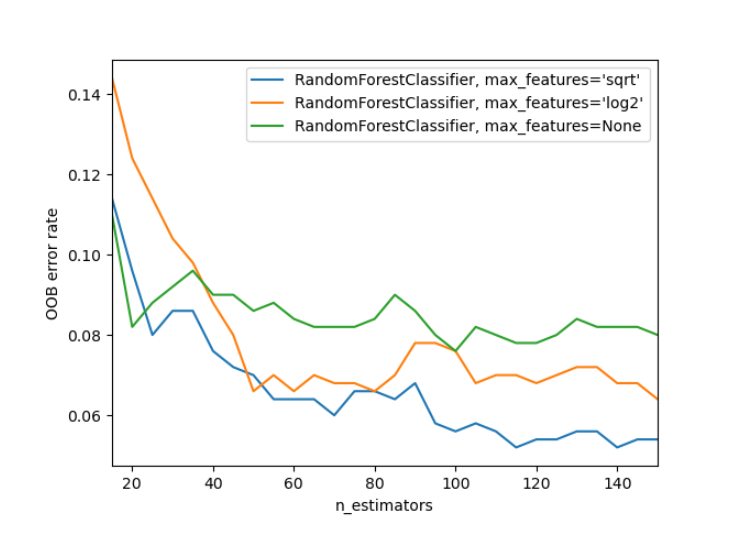 RandomForestClassifier, max_features='sqrt'
RandomForestClassifier, max_features='log2'
RandomForestClassifier, max_features=None
0.14
0.12
0.10
0.08
0.06
OOB error rate
20 40 60 80 100 120 140
n_estimators